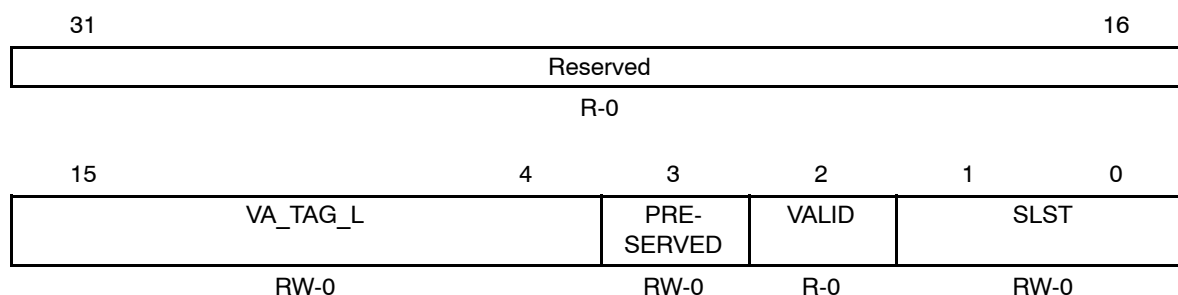 31 16
Reserved
R-0
15 4 3 2 1 0
VA_TAG_L PRE- VALID SLST
SERVED
RW-0 RW-0 R-0 RW-0